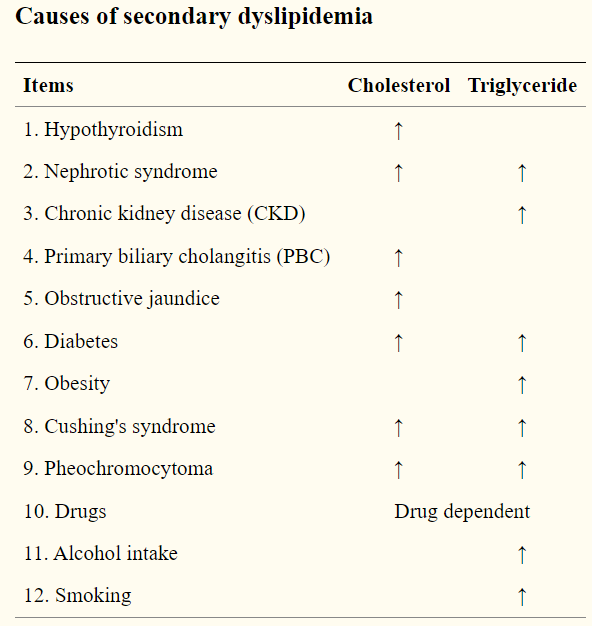 Causes of secondary dyslipidemia
Items Cholesterol Triglyceride
1. Hypothyroidism ↑
2. Nephrotic syndrome ↑ ↑
3. Chronic kidney disease (CKD) ↑
4. Primary biliary cholangitis (PBC) ↑
5. Obstructive jaundice ↑
6. Diabetes ↑ ↑
7. Obesity ↑
8. Cushing's syndrome ↑ ↑
9. Pheochromocytoma ↑ ↑
10. Drugs Drug dependent
11. Alcohol intake ↑
12. Smoking ↑